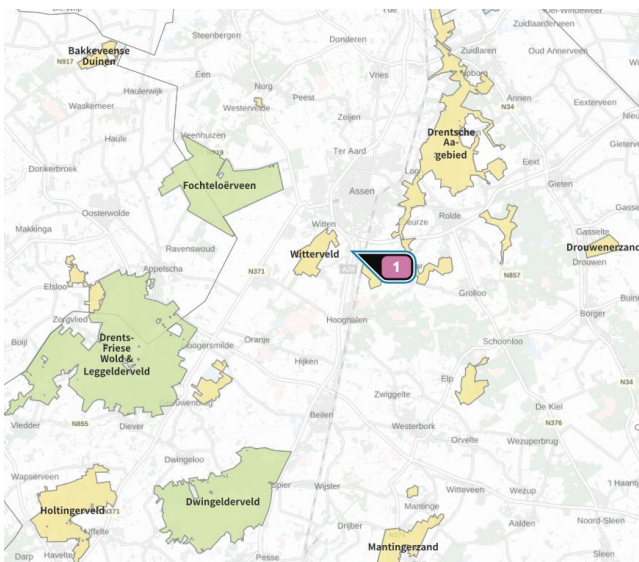 Steenbergen
Donderen
Zuidlaarderveen
Bakkeveense
Duinen
N917
Zuidlaren
Oud Annerveen
Een
Vries
Haulerwijk
Norg
Peest
Annen
Waskemeer
Westervelde
N34
Eexterveen
Zeijen
Haule
Veenhuizen
Drentsche
Aa-
gebied
Ter Aard
Donkerbroek
Eext
Fochteloërveen
Assen
Gieten
Oosterwolde
Rolde
Witten
Makkinga
Gasselte
Ravenswoud
Witterveld
Drouwenerzand
Drouwen
1
Appelscha
N371
N857
Elsloo
Grolloo
Zorgvlied
Hooghalen
Borger
Drents-
Friese
Wold &
Leggelderveld
Boijl
Oranje
Schoonloo
Hijken
Elp
N34
Zwiggelte
De Kiel
Beilen
Vledder
N855
Diever
Westerbork
N376
Orvelte
Wezuperbrug
Dwingeloo
Wapserveen
Spier
Wijster
Witteveen
Wezup
Holtingerveld
N371
Dwingelderveld
Mantinge
Noord-Sleen
Uffelte
Drijber
Aalden
Mantingerzand
Darp
Havelte
Pesse
Sleen